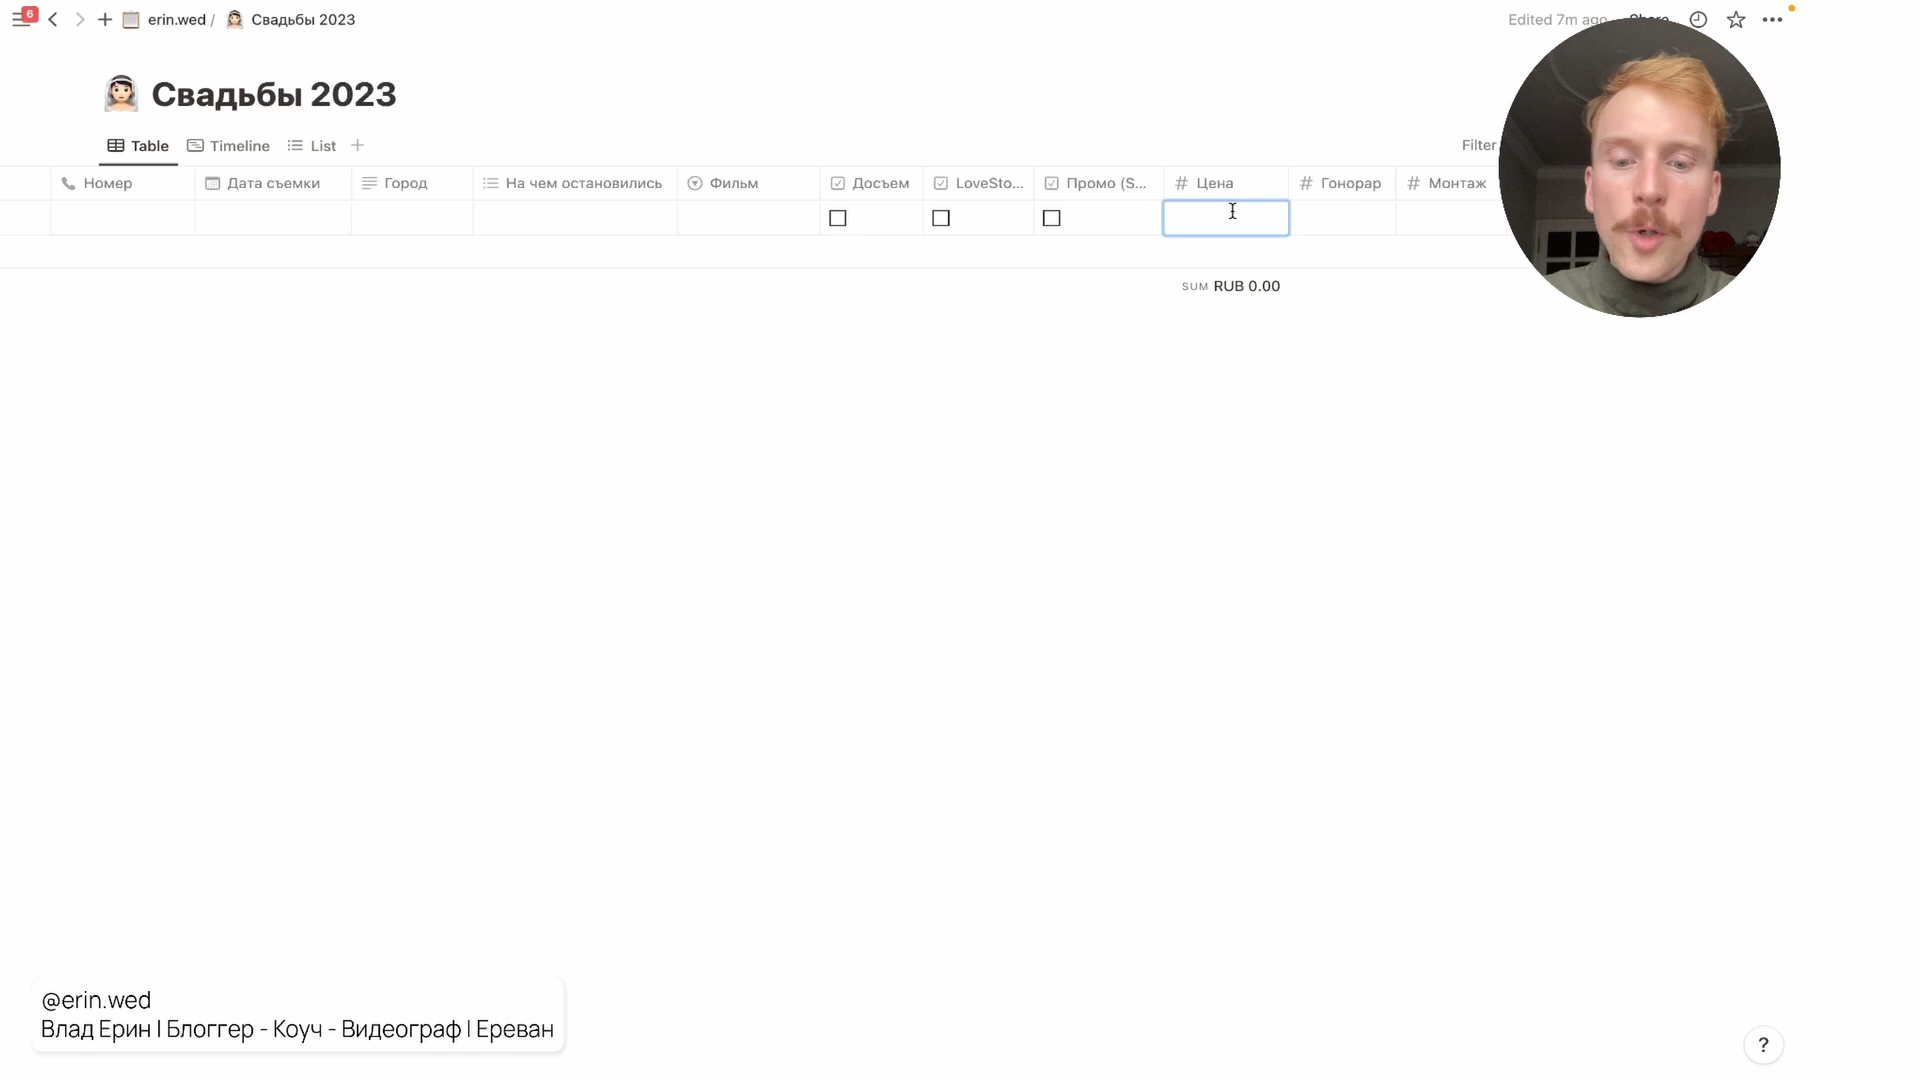 6
erin.wed / Свадьбы 2023
Edited 7m ago
Share
Свадьбы 2023
Table Timeline List
Filter
Номер Дата съемки Город На чем остановились Фильм Досъем LoveSto... Промо (S... # Цена # Гонорар # Монтаж
SUM RUB 0.00
@erin.wed
Влад Ерин | Блоггер - Коуч - Видеограф | Ереван
?